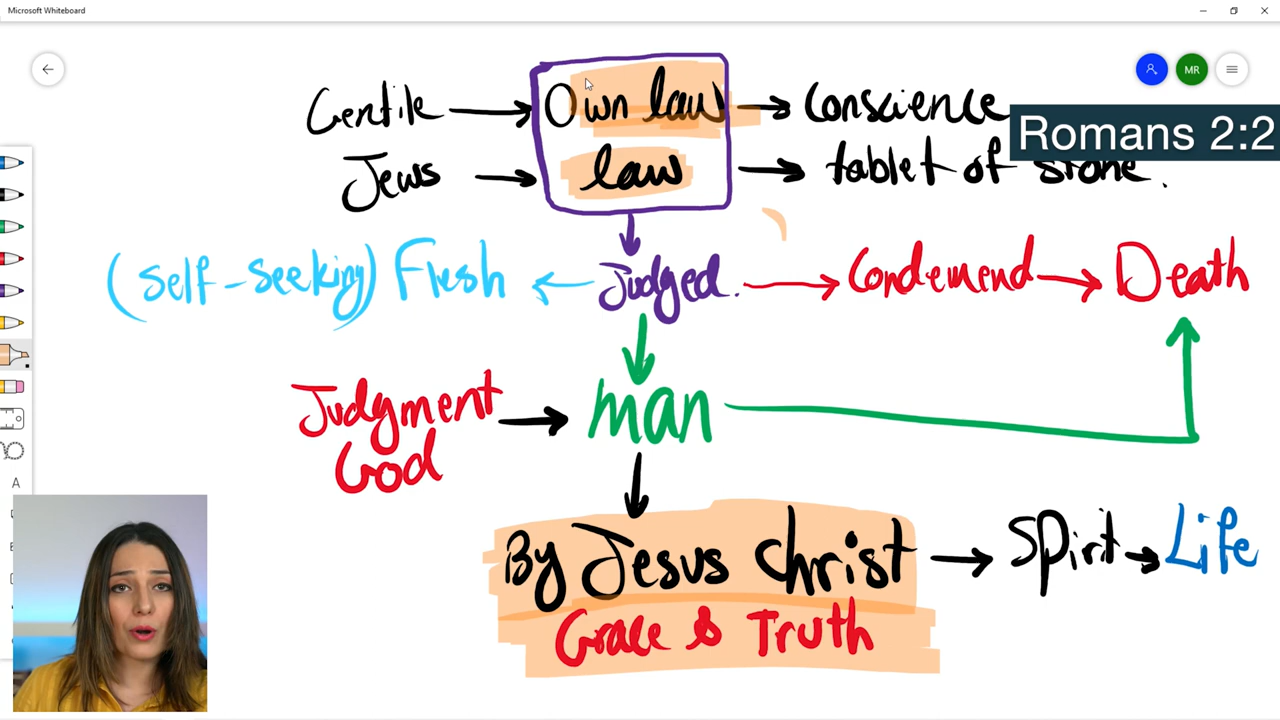 Microsoft Whiteboard
MR
Gentile → Own law → Conscience
Romans 2:2
Jews → law → tablet of stone.
(self-seeking) Flesh ← Judged. → Condemend → Death
Judgment → man
God
By Jesus Christ → Spirit → Life
Grace & Truth
A